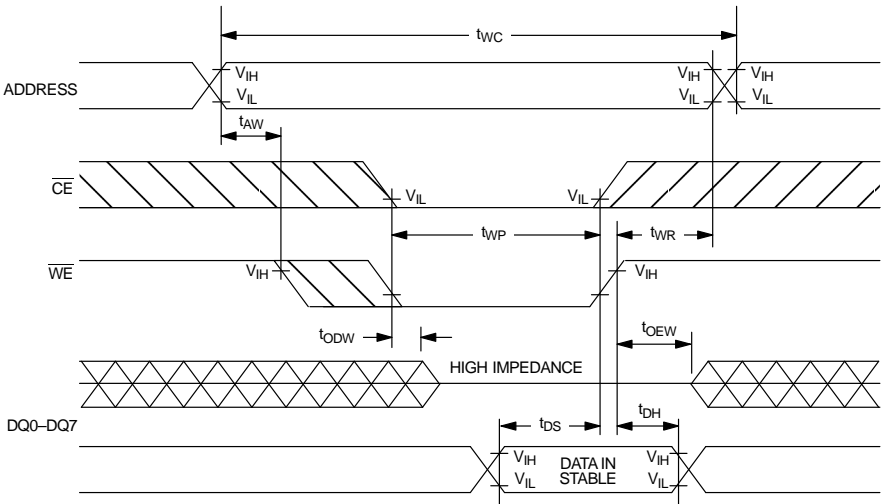 tWC
VIH VIH VIH
ADDRESS
VIL VIL VIL
tAW
CE VIL VIL
tWP tWR
WE VIH VIH
tODW tOEW
HIGH IMPEDANCE
DQ0–DQ7 tDS tDH
VIH DATA IN VIH
VIL STABLE VIL